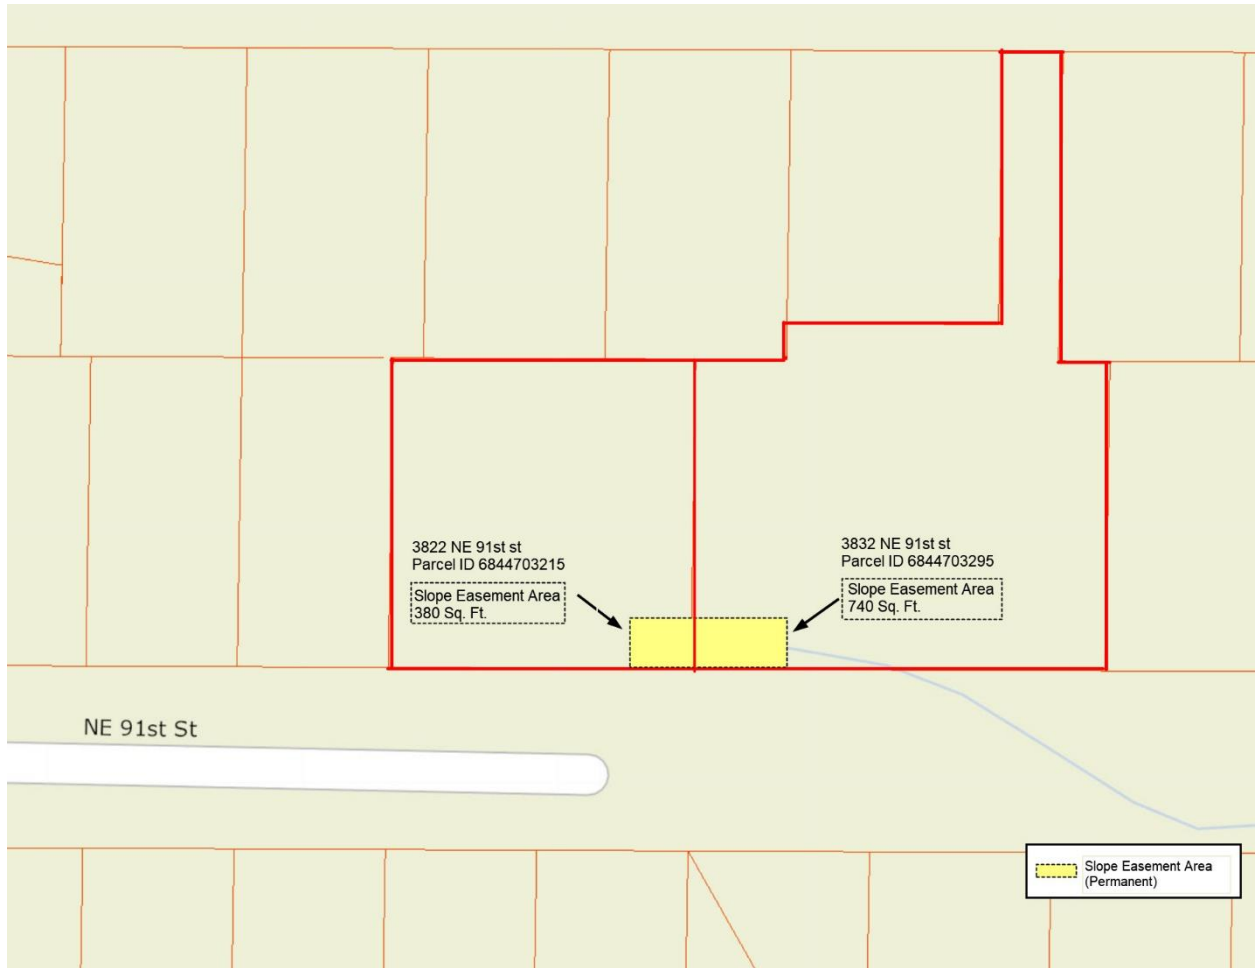 3822 NE 91st st
Parcel ID 6844703215
Slope Easement Area
380 Sq. Ft.
3832 NE 91st st
Parcel ID 6844703295
Slope Easement Area
740 Sq. Ft.
NE 91st St
Slope Easement Area
(Permanent)